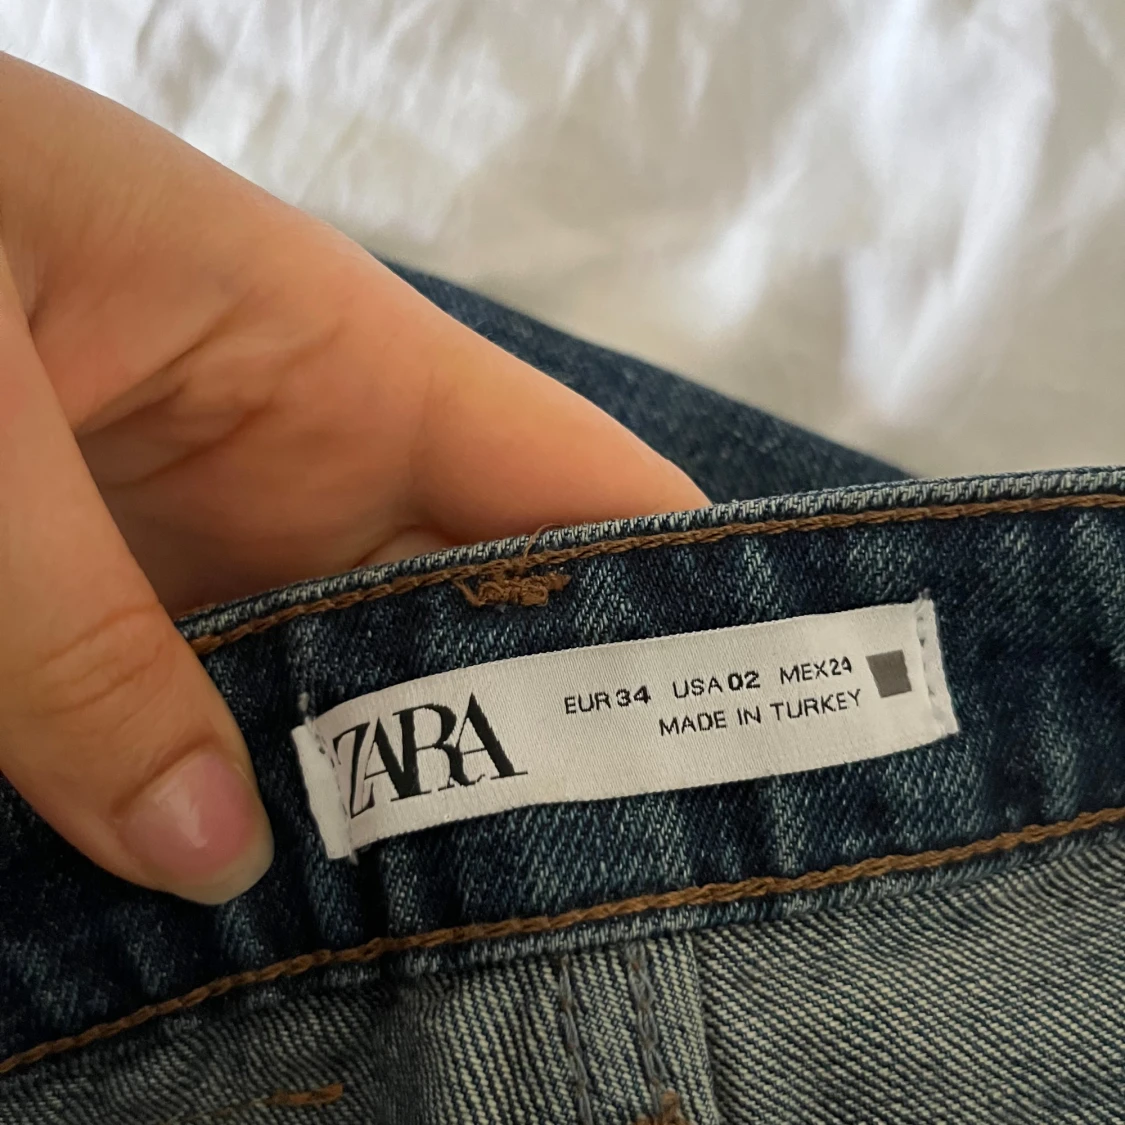 ZARA
EUR 34 USA 02 MEX 24
MADE IN TURKEY